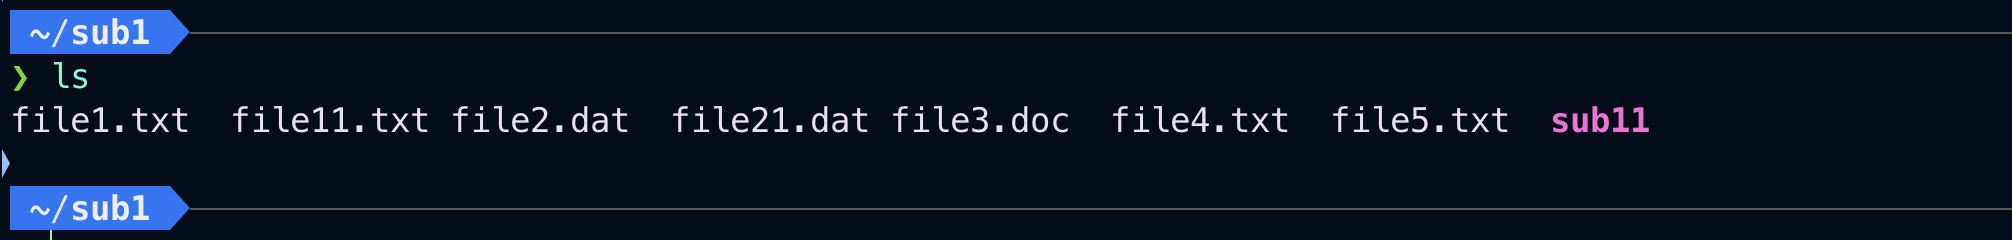 ~/sub1
❯ ls
file1.txt  file11.txt file2.dat  file21.dat file3.doc  file4.txt  file5.txt  sub11
~/sub1